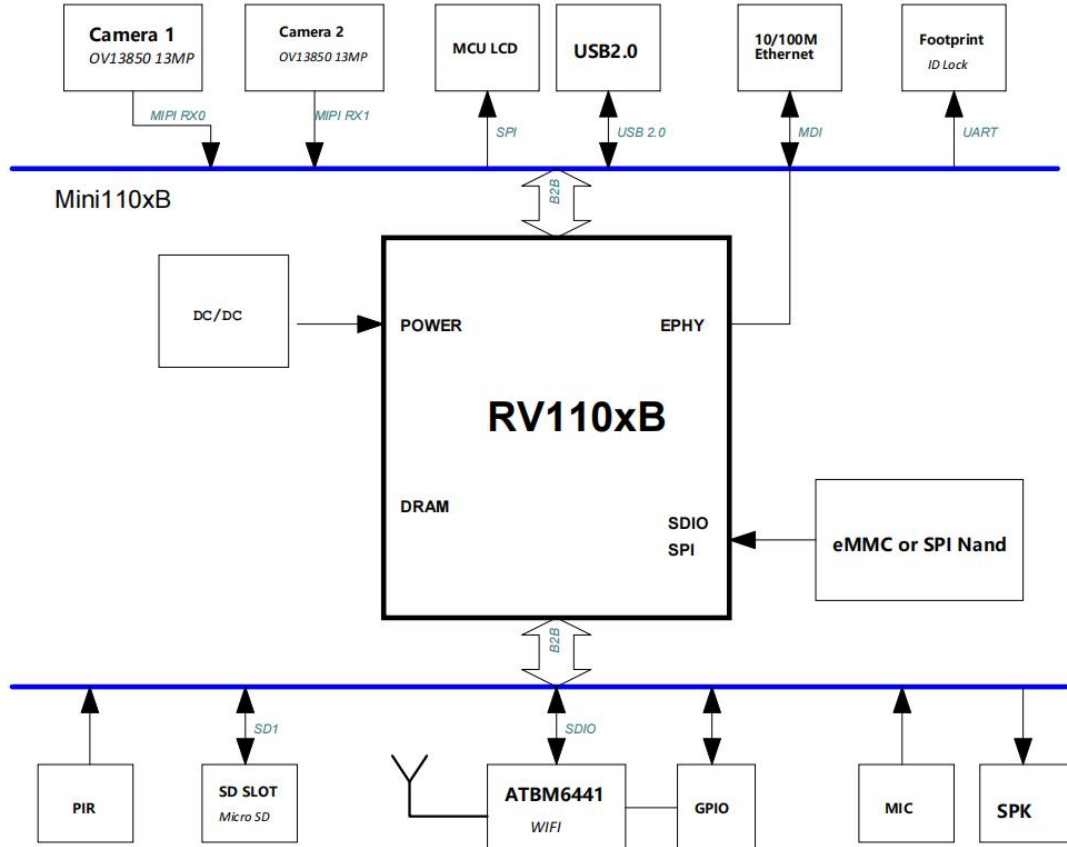 Camera 1
OV13850 13MP
Camera 2
OV13850 13MP
MCU LCD
USB2.0
10/100M
Ethernet
Footprint
ID Lock
MIPI RX0
MIPI RX1
SPI
USB 2.0
MDI
UART
Mini110xB
B2B
DC/DC
POWER
EPHY
RV110xB
DRAM
SDIO
SPI
eMMC or SPI Nand
B2B
SD1
SDIO
PIR
SD SLOT
Micro SD
ATBM6441
WIFI
GPIO
MIC
SPK